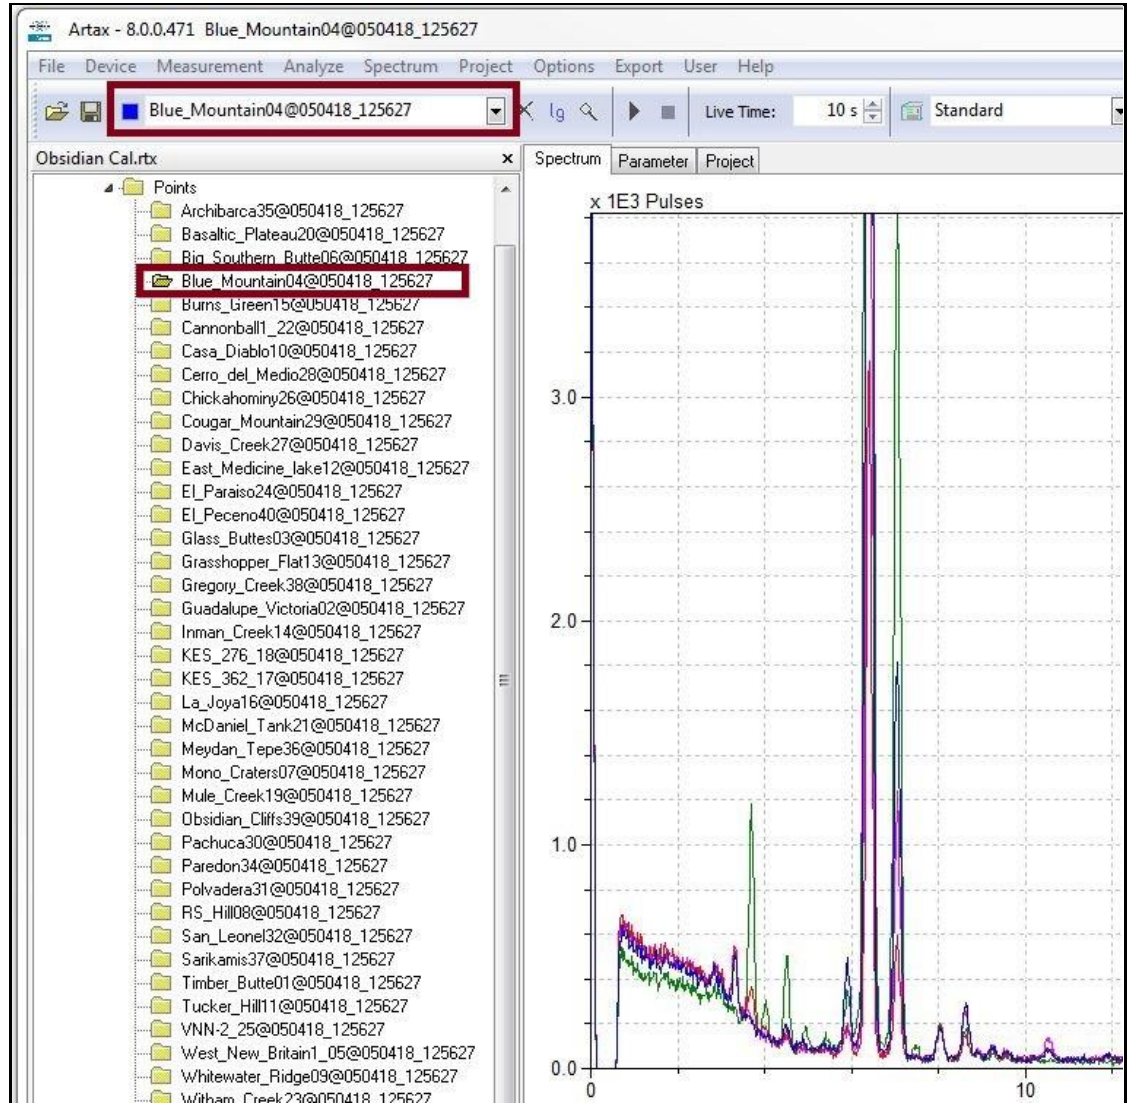 Artax - 8.0.0.471 Blue_Mountain04@050418_125627
File Device Measurement Analyze Spectrum Project Options Export User Help
Blue_Mountain04@050418_125627 lg Live Time: 10 s Standard
Obsidian Cal.rtx x
Spectrum Parameter Project
Points
Archibarca35@050418_125627
Basaltic_Plateau20@050418_125627
Big_Southern_Butte06@050418_125627
Blue_Mountain04@050418_125627
Burns_Green15@050418_125627
Cannonball1_22@050418_125627
Casa_Diablo10@050418_125627
Cerro_del_Medio28@050418_125627
Chickahominy26@050418_125627
Cougar_Mountain29@050418_125627
Davis_Creek27@050418_125627
East_Medicine_lake12@050418_125627
El_Paraiso24@050418_125627
El_Peceno40@050418_125627
Glass_Buttes03@050418_125627
Grasshopper_Flat13@050418_125627
Gregory_Creek38@050418_125627
Guadalupe_Victoria02@050418_125627
Inman_Creek14@050418_125627
KES_276_18@050418_125627
KES_362_17@050418_125627
La_Joya16@050418_125627
McDaniel_Tank21@050418_125627
Meydan_Tepe36@050418_125627
Mono_Craters07@050418_125627
Mule_Creek19@050418_125627
Obsidian_Cliffs39@050418_125627
Pachuca30@050418_125627
Paredon34@050418_125627
Polvadera31@050418_125627
RS_Hill08@050418_125627
San_Leonel32@050418_125627
Sarikamis37@050418_125627
Timber_Butte01@050418_125627
Tucker_Hill11@050418_125627
VNN-2_25@050418_125627
West_New_Britain1_05@050418_125627
Whitewater_Ridge09@050418_125627
Witham_Creek23@050418_125627
x 1E3 Pulses
3.0
2.0
1.0
0.0
0 10